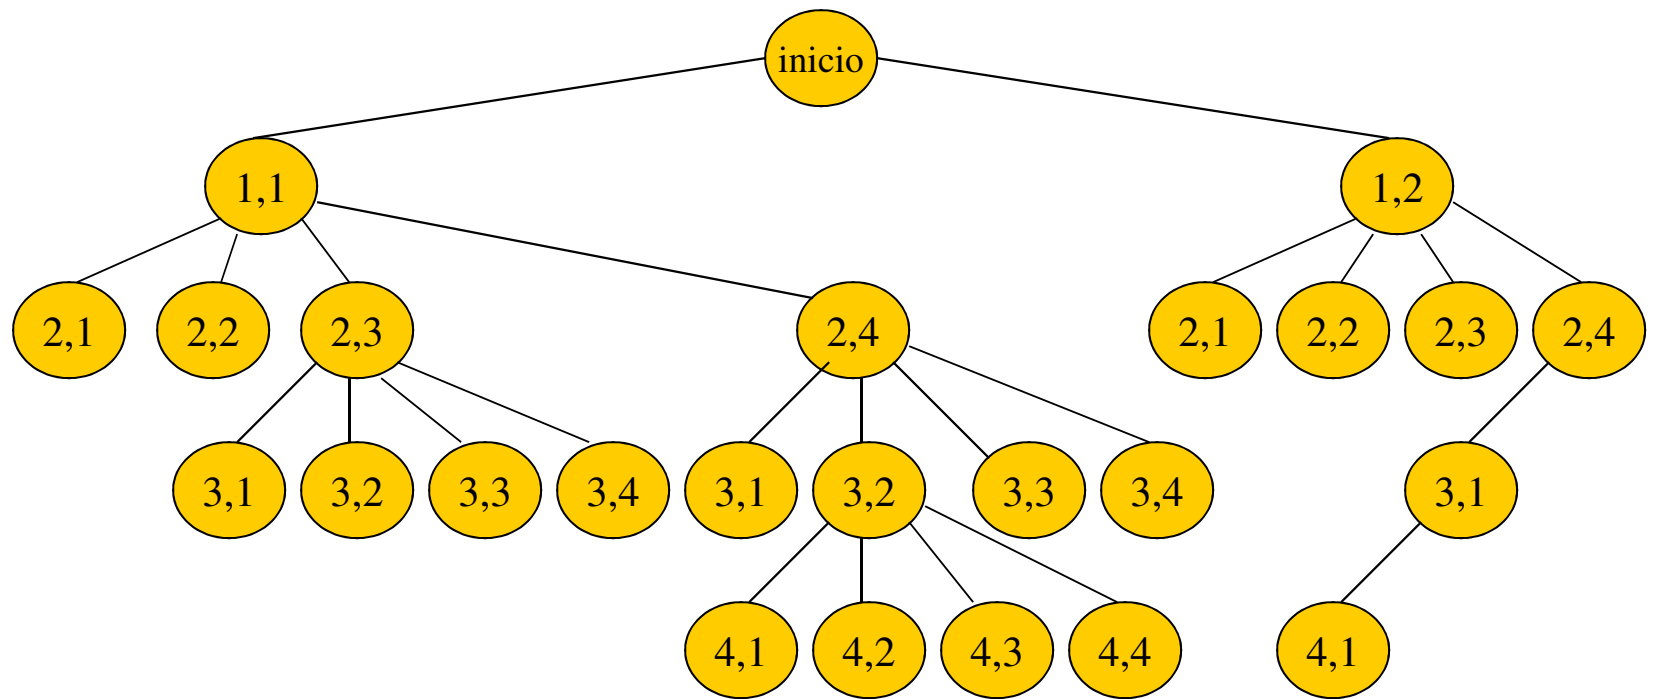 inicio
1,1 1,2
2,1 2,2 2,3 2,4 2,1 2,2 2,3 2,4
3,1 3,2 3,3 3,4 3,1 3,2 3,3 3,4 3,1
4,1 4,2 4,3 4,4 4,1